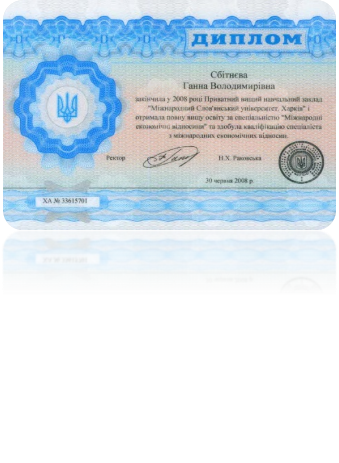 ДИПЛОМ
Сбітнєва
Ганна Володимирівна
закінчила у 2008 році Приватний вищий навчальний заклад
"Міжнародний Слов'янський університет. Харків" і
отримала повну вищу освіту за спеціальністю "Міжнародні
економічні відносини" та здобула кваліфікацію спеціаліста
з міжнародних економічних відносин.
Ректор
30 червня 2008 р.
ХА № 33615701